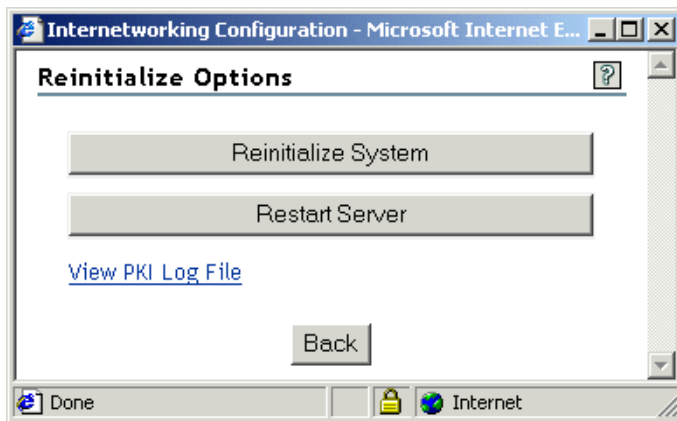 Internetworking Configuration - Microsoft Internet E...
Reinitialize Options
?
Reinitialize System
Restart Server
View PKI Log File
Back
Done
Internet